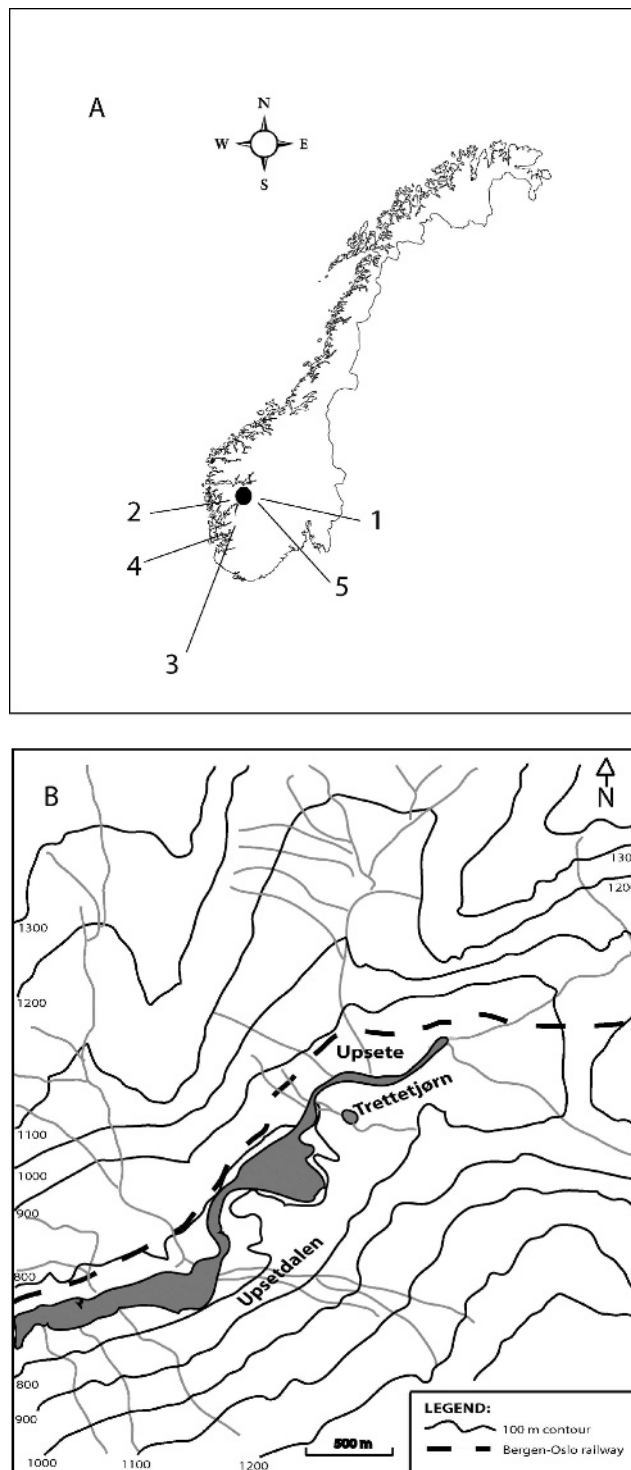 A
N
W E
S
2
1
4
5
3
B
N
1300
1200
1300
1200
Upsete
Trettetjørn
1100
1000
900
Upsetdalen
800
800
900
LEGEND:
100 m contour
Bergen-Oslo railway
500 m
1000
1100
1200